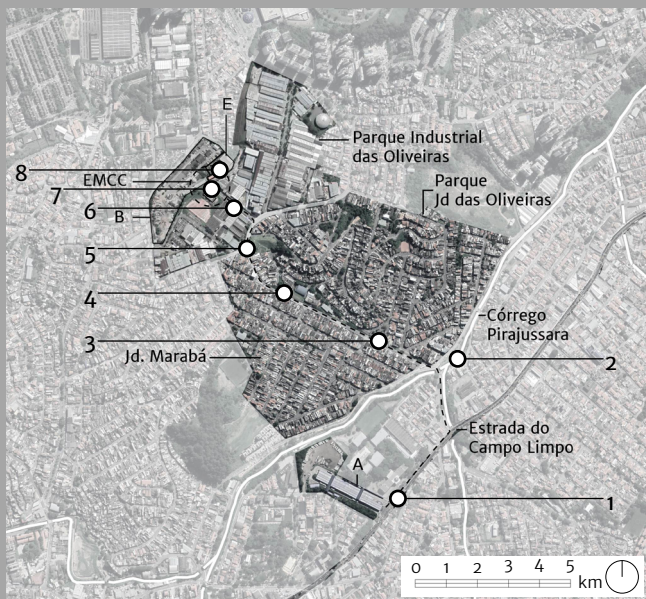 E
Parque Industrial
das Oliveiras
8
EMCC
7
Parque
Jd das Oliveiras
6
B
5
4
Córrego
Pirajussara
3
Jd. Marabá
2
Estrada do
Campo Limpo
A
1
0 1 2 3 4 5
km